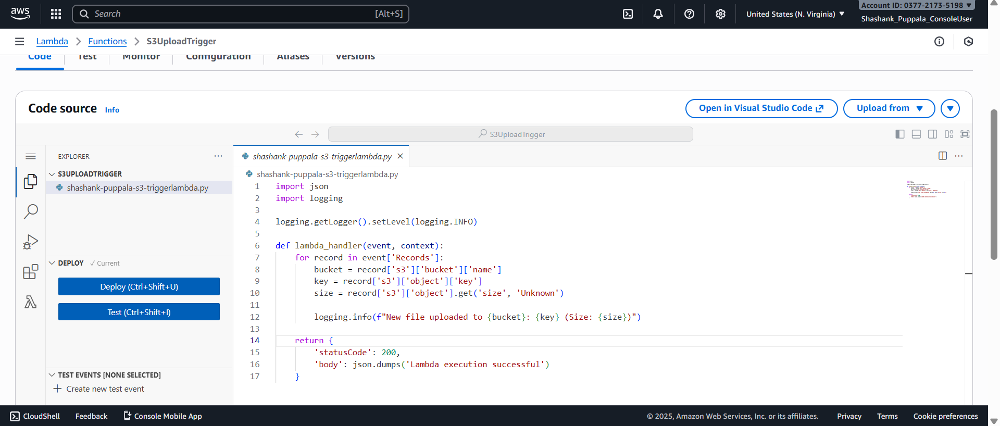 aws
Search [Alt+S]
United States (N. Virginia) ▼
Account ID: 0377-2173-5198 ▼
Shashank_Puppala_ConsoleUser
Lambda > Functions > S3UploadTrigger
Code Test Monitor Configuration Aliases Versions
Code source Info
Open in Visual Studio Code
Upload from ▼
S3UploadTrigger
EXPLORER ...
S3UPLOADTRIGGER
shashank-puppala-s3-triggerlambda.py
DEPLOY ✓ Current
Deploy (Ctrl+Shift+U)
Test (Ctrl+Shift+I)
TEST EVENTS [NONE SELECTED]
+ Create new test event
shashank-puppala-s3-triggerlambda.py ×
shashank-puppala-s3-triggerlambda.py
1 import json
2 import logging
3
4 logging.getLogger().setLevel(logging.INFO)
5
6 def lambda_handler(event, context):
7     for record in event['Records']:
8         bucket = record['s3']['bucket']['name']
9         key = record['s3']['object']['key']
10         size = record['s3']['object'].get('size', 'Unknown')
11
12         logging.info(f"New file uploaded to {bucket}: {key} (Size: {size})")
13
14     return {
15         'statusCode': 200,
16         'body': json.dumps('Lambda execution successful')
17     }
CloudShell Feedback Console Mobile App
© 2025, Amazon Web Services, Inc. or its affiliates. Privacy Terms Cookie preferences